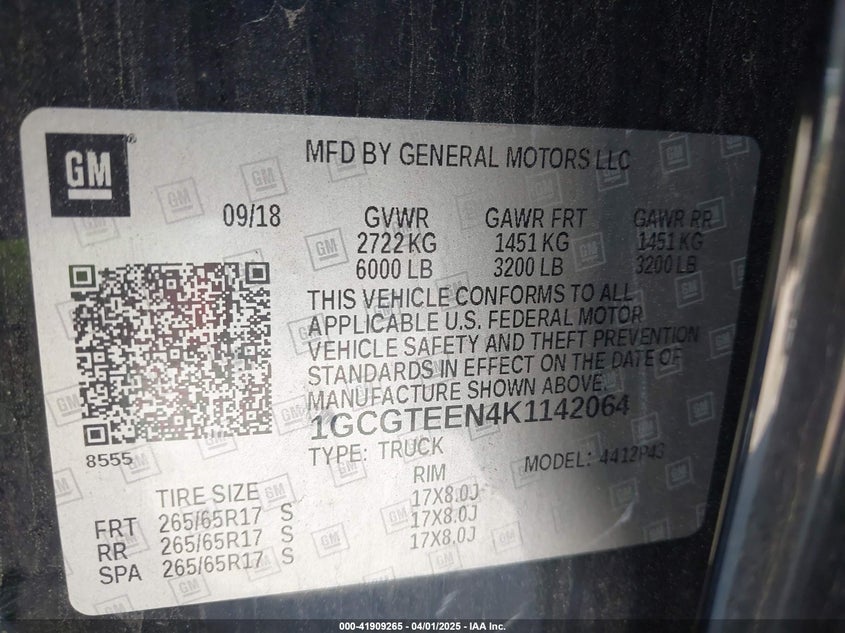 GM
MFD BY GENERAL MOTORS LLC
09/18 GVWR GAWR FRT GAWR RR
2722 KG 1451 KG 1451 KG
6000 LB 3200 LB 3200 LB
THIS VEHICLE CONFORMS TO ALL
APPLICABLE U.S. FEDERAL MOTOR
VEHICLE SAFETY AND THEFT PREVENTION
STANDARDS IN EFFECT ON THE DATE OF
MANUFACTURE SHOWN ABOVE.
1GCGTEEN4K1142064
8555
TYPE: TRUCK MODEL: 4412P43
TIRE SIZE RIM
FRT 265/65R17 S 17X8.0J
RR 265/65R17 S 17X8.0J
SPA 265/65R17 S 17X8.0J
000-41909265 - 04/01/2025 - IAA Inc.